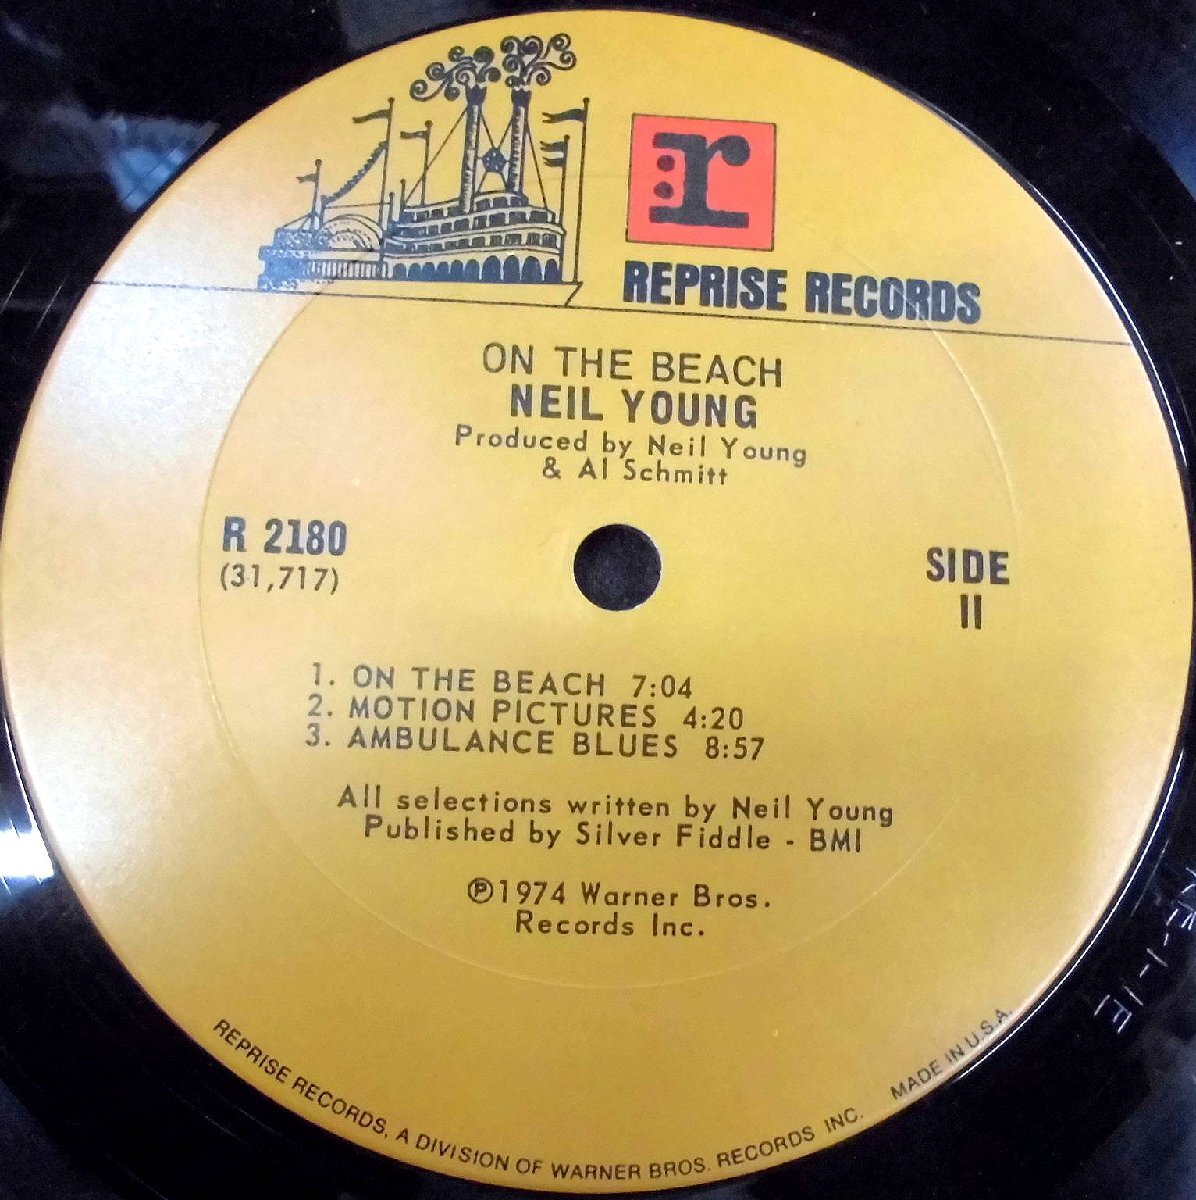 r:
REPRISE RECORDS
ON THE BEACH
NEIL YOUNG
Produced by Neil Young
& Al Schmitt
R 2180
(31,717)
SIDE
II
1. ON THE BEACH 7:04
2. MOTION PICTURES 4:20
3. AMBULANCE BLUES 8:57
All selections written by Neil Young
Published by Silver Fiddle - BMI
℗1974 Warner Bros.
Records Inc.
REPRISE RECORDS, A DIVISION OF WARNER BROS. RECORDS INC. MADE IN U.S.A.